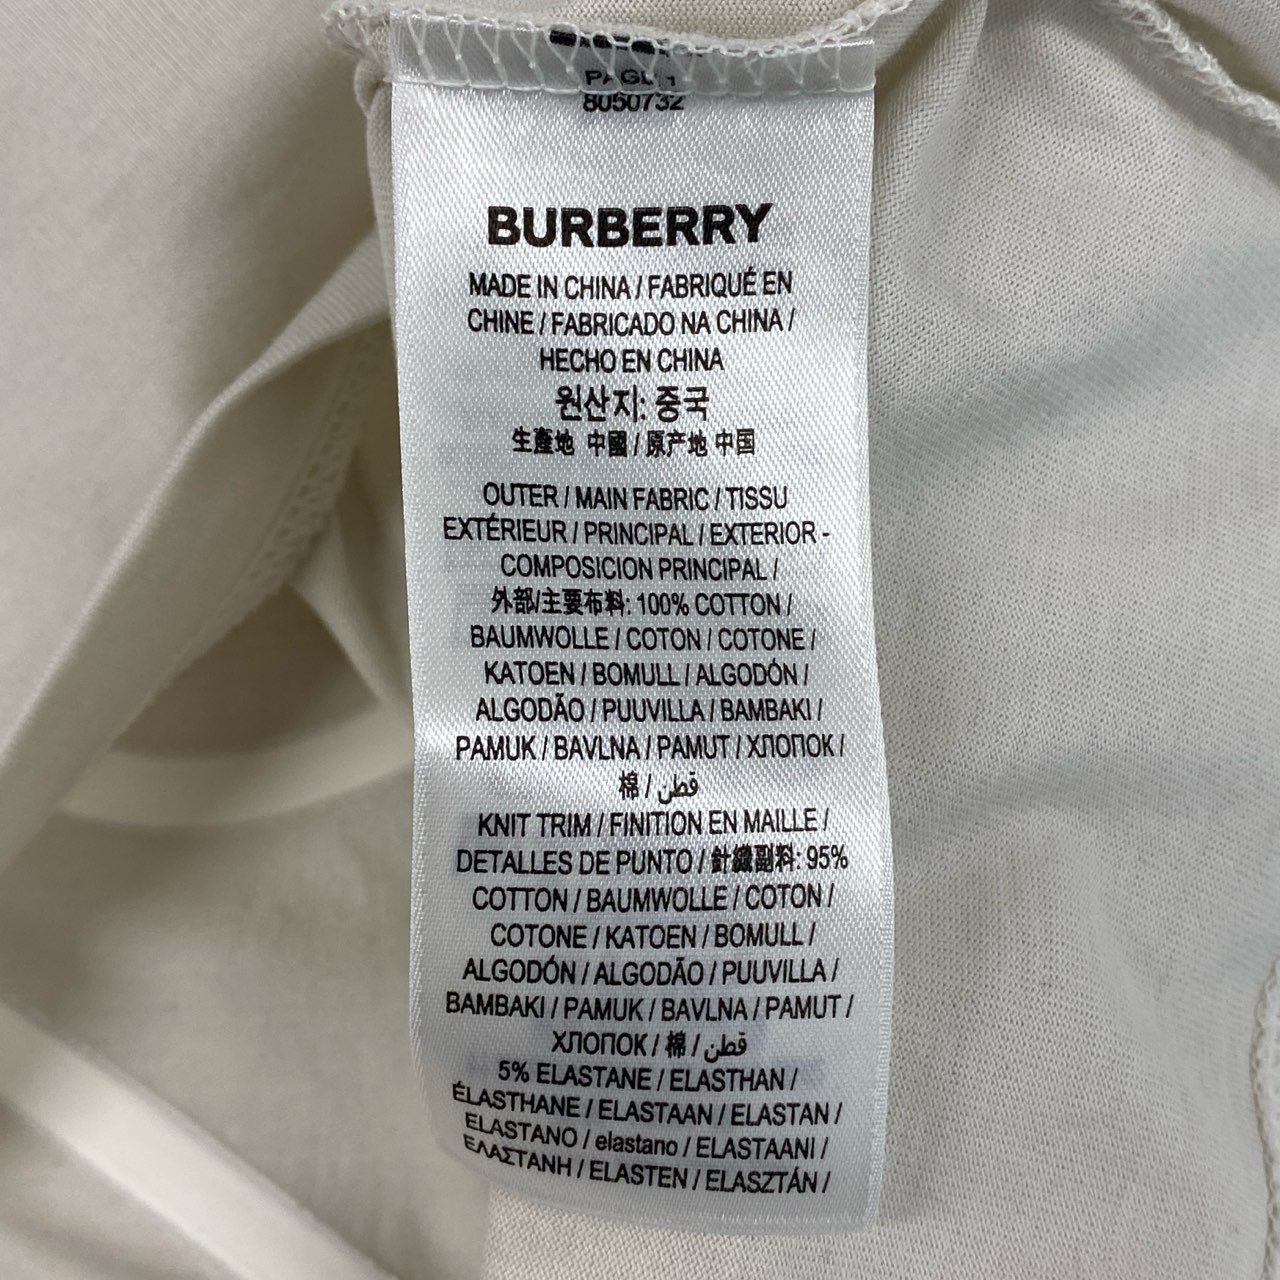 8050732
BURBERRY
MADE IN CHINA / FABRIQUÉ EN
CHINE / FABRICADO NA CHINA /
HECHO EN CHINA
원산지: 중국
生產地 中國 / 原产地 中国
OUTER / MAIN FABRIC / TISSU
EXTÉRIEUR / PRINCIPAL / EXTERIOR -
COMPOSICION PRINCIPAL /
外部/主要布料: 100% COTTON /
BAUMWOLLE / COTON / COTONE /
KATOEN / BOMULL / ALGODÓN /
ALGODÃO / PUUVILLA / BAMBAKI /
PAMUK / BAVLNA / PAMUT / ХЛОПОК /
棉 / قطن
KNIT TRIM / FINITION EN MAILLE /
DETALLES DE PUNTO / 針織副料: 95%
COTTON / BAUMWOLLE / COTON /
COTONE / KATOEN / BOMULL /
ALGODÓN / ALGODÃO / PUUVILLA /
BAMBAKI / PAMUK / BAVLNA / PAMUT /
ХЛОПОК / 棉 / قطن
5% ELASTANE / ELASTHAN /
ÉLASTHANE / ELASTAAN / ELASTAN /
ELASTANO / elastano / ELASTAANI /
ΕΛΑΣΤΑΝΗ / ELASTEN / ELASZTÁN /